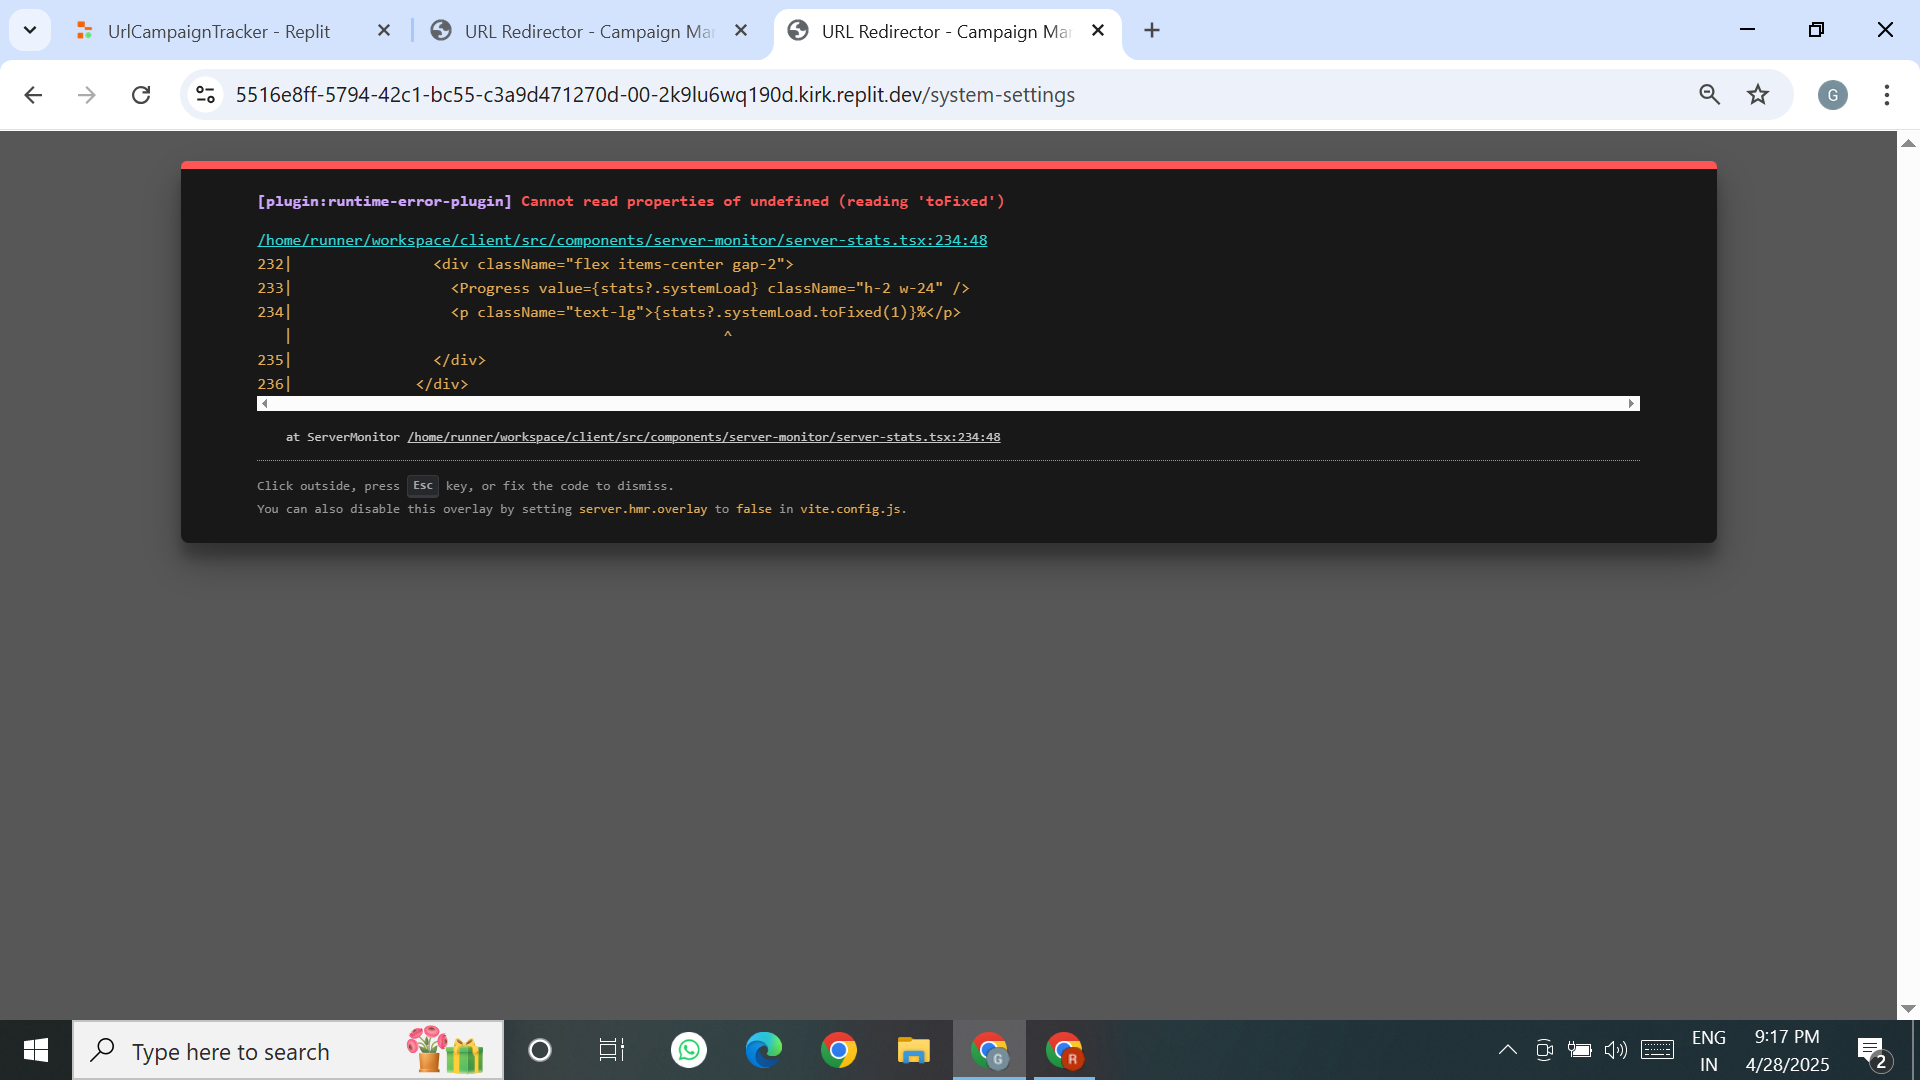 UrlCampaignTracker - Replit
URL Redirector - Campaign Ma
URL Redirector - Campaign Ma
5516e8ff-5794-42c1-bc55-c3a9d471270d-00-2k9lu6wq190d.kirk.replit.dev/system-settings
G
[plugin:runtime-error-plugin] Cannot read properties of undefined (reading 'toFixed')
/home/runner/workspace/client/src/components/server-monitor/server-stats.tsx:234:48
232|                <div className="flex items-center gap-2">
233|                  <Progress value={stats?.systemLoad} className="h-2 w-24" />
234|                  <p className="text-lg">{stats?.systemLoad.toFixed(1)}%</p>
   |                                                 ^
235|                </div>
236|              </div>
at ServerMonitor /home/runner/workspace/client/src/components/server-monitor/server-stats.tsx:234:48
Click outside, press Esc key, or fix the code to dismiss.
You can also disable this overlay by setting server.hmr.overlay to false in vite.config.js.
Type here to search
G
R
ENG
IN
9:17 PM
4/28/2025
2